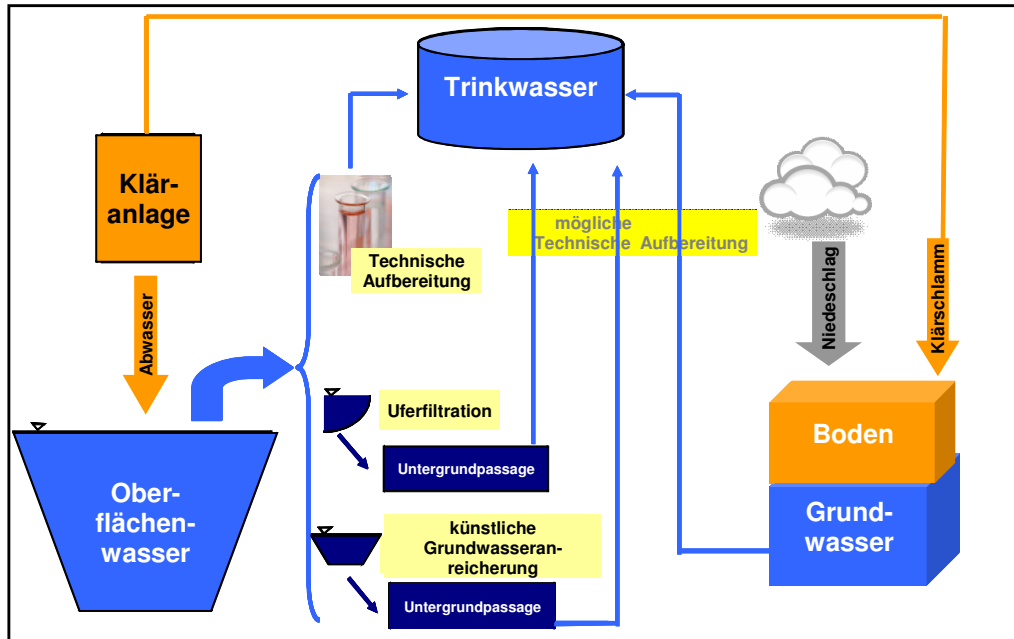 Trinkwasser
Klär-
anlage
mögliche
Technische Aufbereitung
Technische
Aufbereitung
Abwasser
Niedeschlag
Klärschlamm
Uferfiltration
Untergrundpassage
Boden
Ober-
flächen-
wasser
künstliche
Grundwasseran-
reicherung
Grund-
wasser
Untergrundpassage